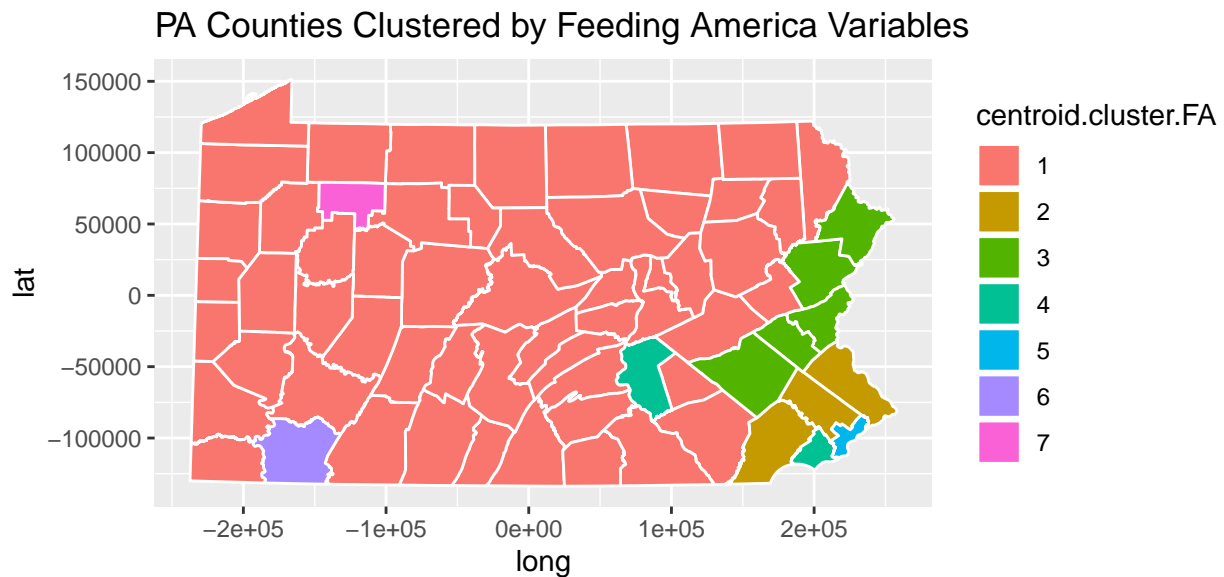 PA Counties Clustered by Feeding America Variables
150000
100000
50000
0
−50000
−100000
lat
−2e+05
−1e+05
0e+00
1e+05
2e+05
long
centroid.cluster.FA
1
2
3
4
5
6
7